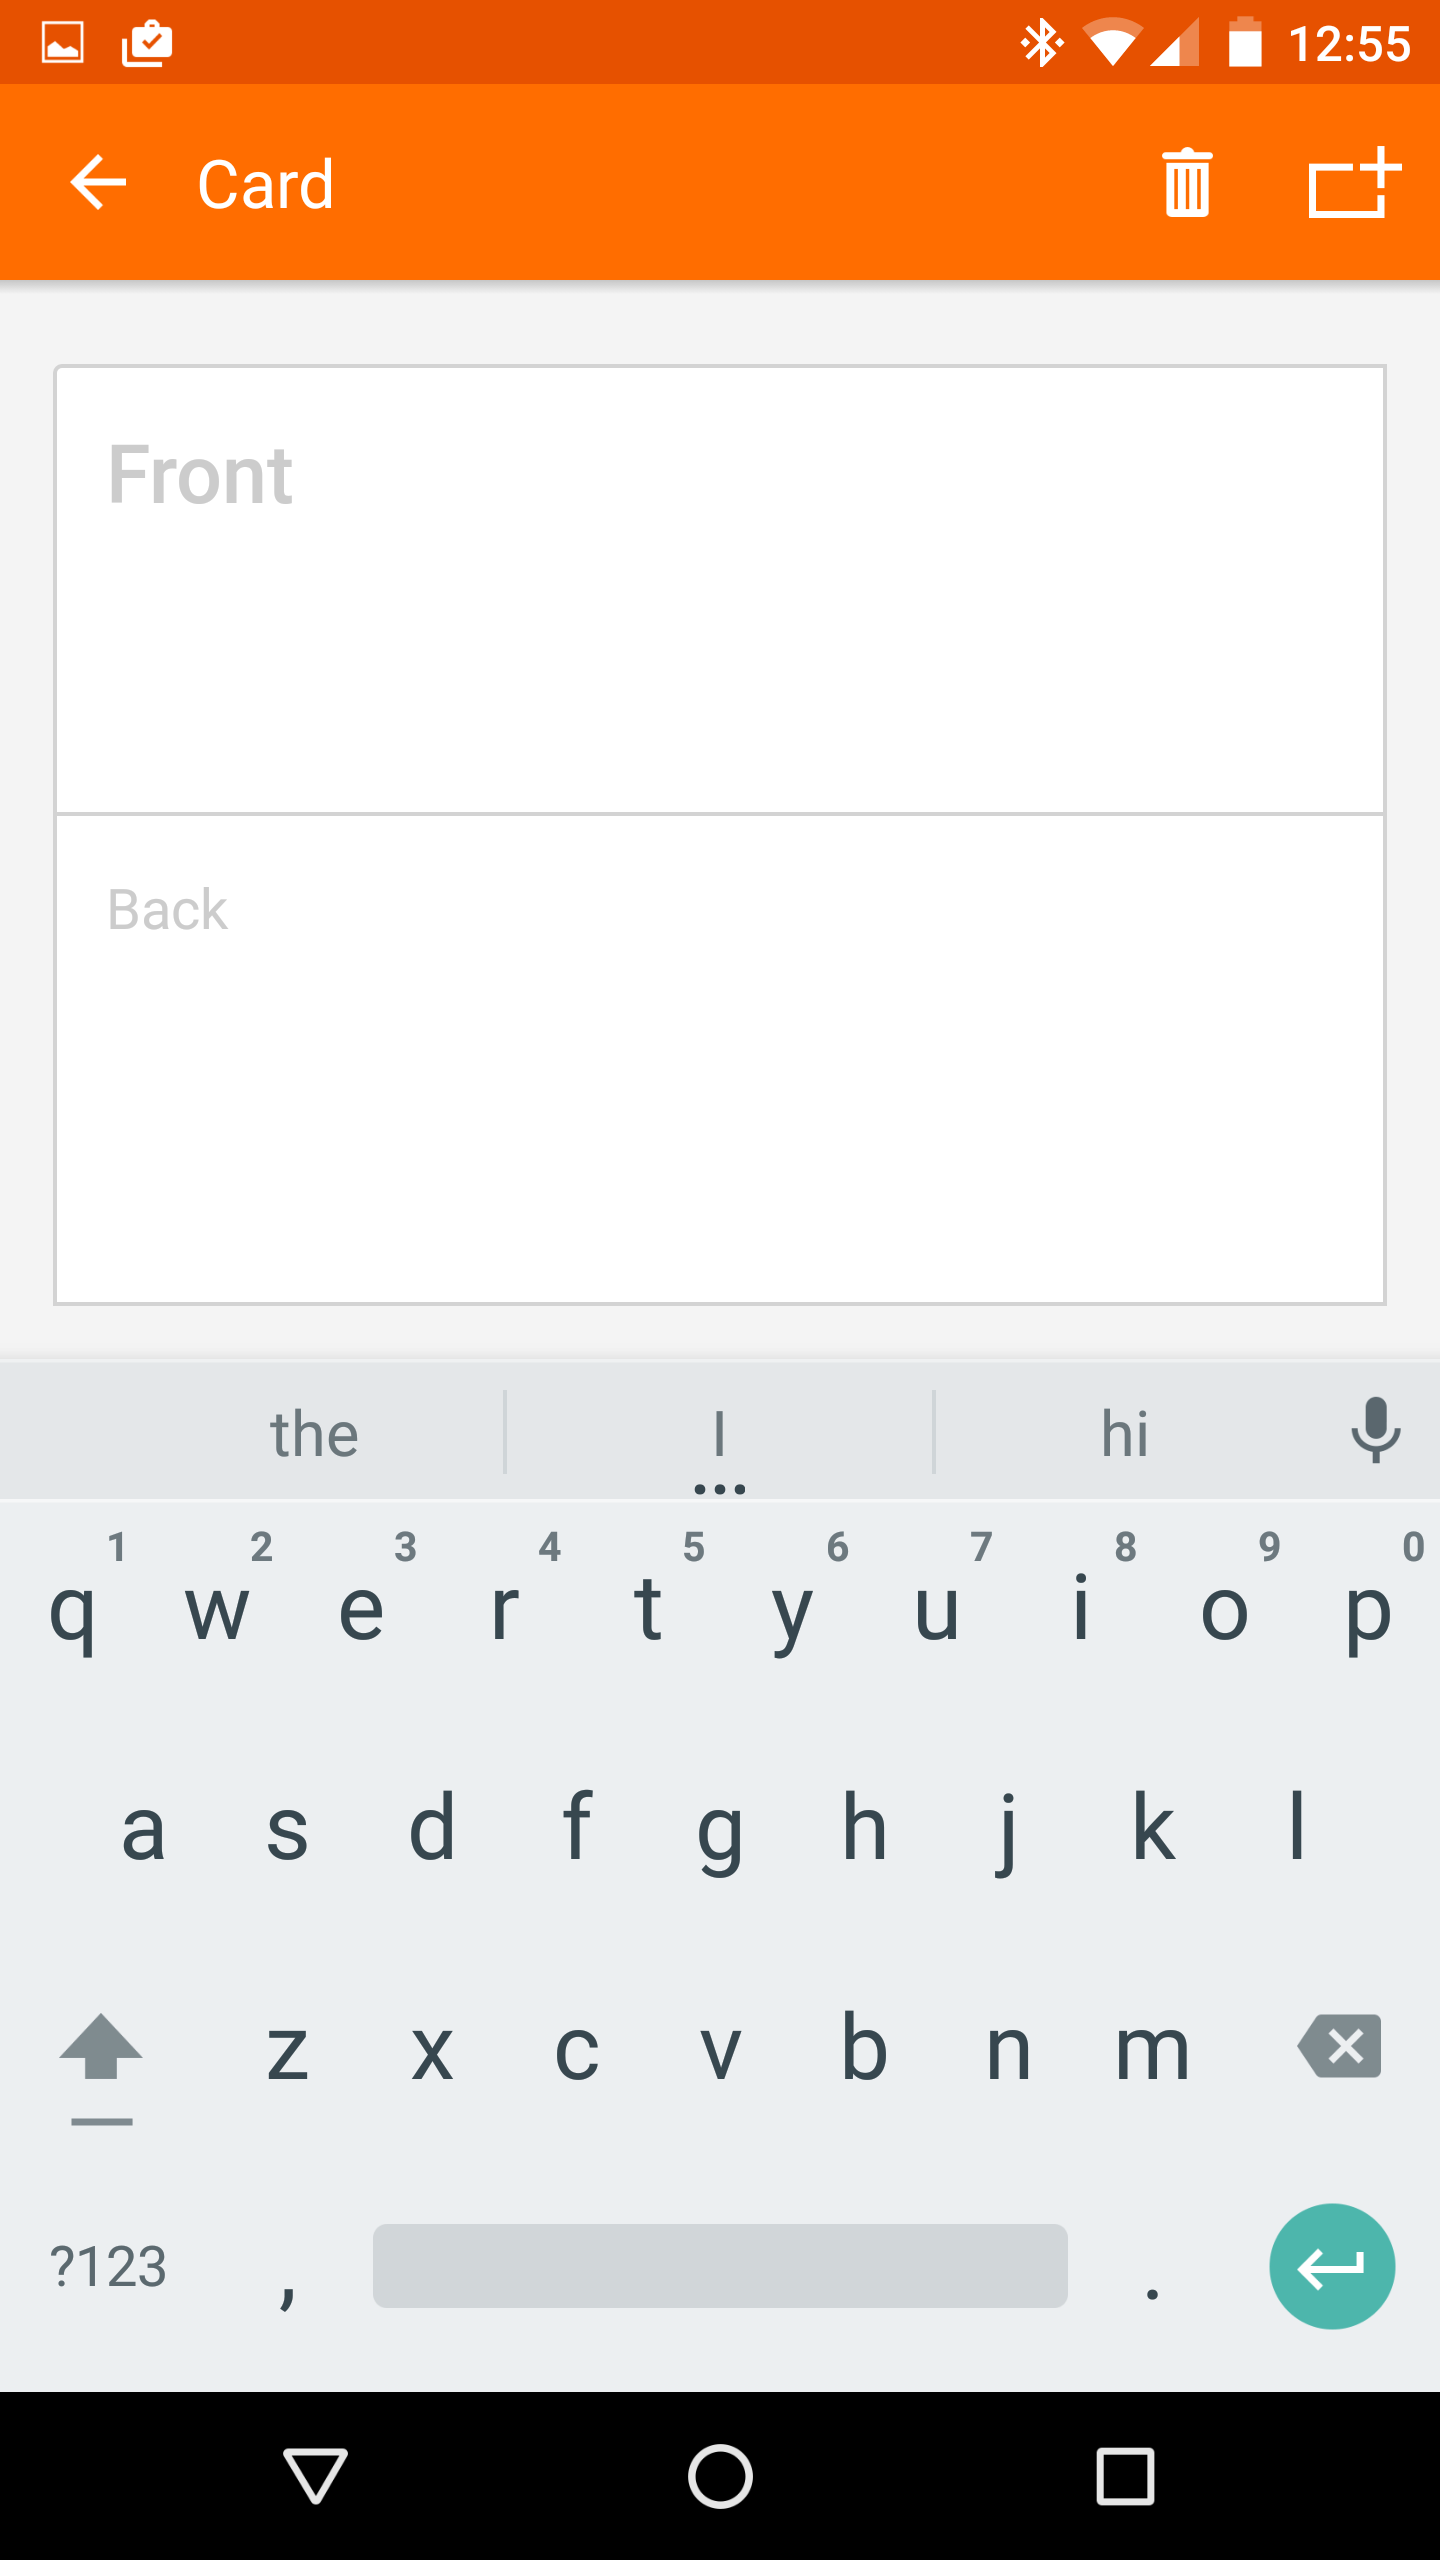 12:55
Card
Front
Back
the I hi
1 2 3 4 5 6 7 8 9 0
q w e r t y u i o p
a s d f g h j k l
z x c v b n m
?123 , .